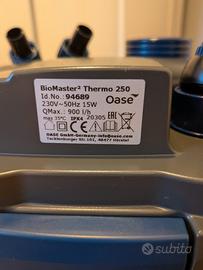 BioMaster² Thermo 250
Id.No.: 94689
230V~50Hz 15W
QMax.: 900 l/h
max 35°C IPX4 20305
Oase
OASE GmbH-Germany-info@oase.com
Tecklenburger Str.161, 48477 Hörstel
subito